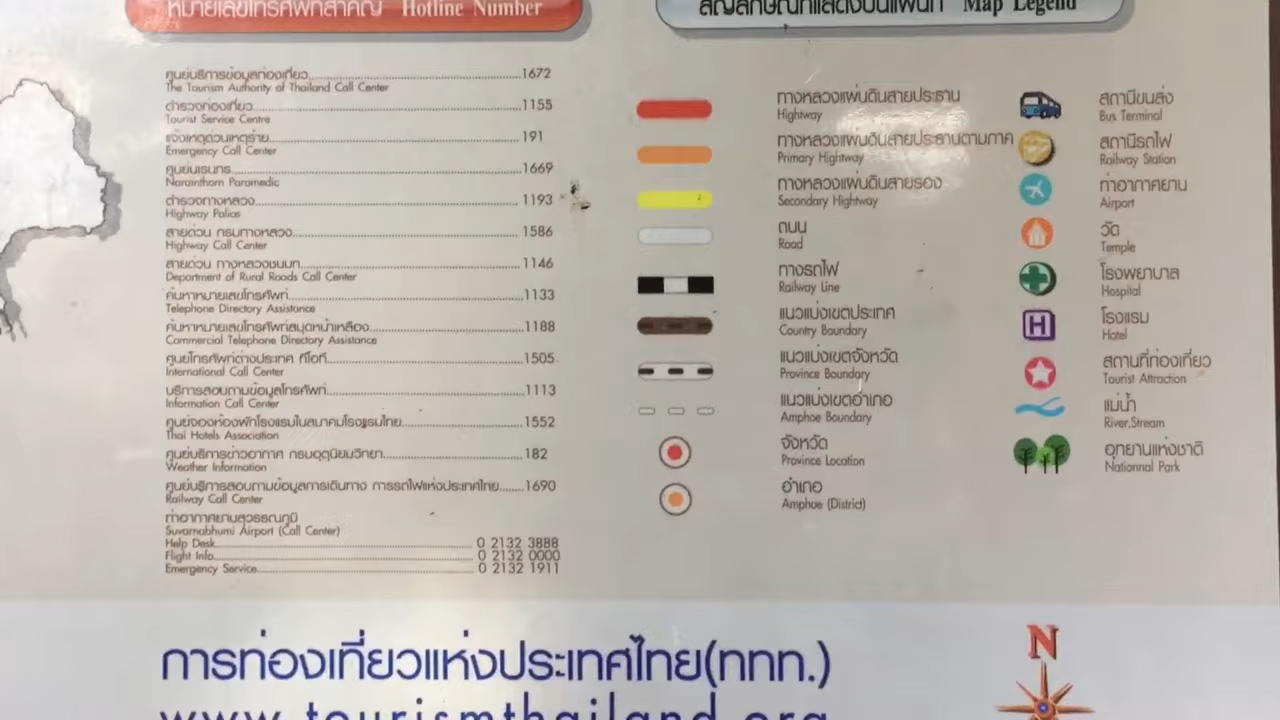 หมายเลขโทรศัพท์สำคัญ Hotline Number
ศูนย์บริการข้อมูลท่องเที่ยว 1672
The Tourism Authority of Thailand Call Center
ตำรวจท่องเที่ยว 1155
Tourist Service Centre
แจ้งเหตุด่วนเหตุร้าย 191
Emergency Call Center
ศูนย์นเรนทร 1669
Narainthorn Paramedic
ตำรวจทางหลวง 1193
Highway Police
สายด่วน กรมทางหลวง 1586
Highway Call Center
สายด่วน ทางหลวงชนบท 1146
Department of Rural Roads Call Center
ค้นหาหมายเลขโทรศัพท์ 1133
Telephone Directory Assistance
ค้นหาหมายเลขโทรศัพท์สมุดหน้าเหลือง 1188
Commercial Telephone Directory Assistance
ศูนย์โทรศัพท์ต่างประเทศ ทีโอที 1505
International Call Center
บริการสอบถามข้อมูลโทรศัพท์ 1113
Information Call Center
ศูนย์จองห้องพักโรงแรมในสมาคมโรงแรมไทย 1552
Thai Hotels Association
ศูนย์บริการข่าวอากาศ กรมอุตุนิยมวิทยา 182
Weather Information
ศูนย์บริการสอบถามข้อมูลการเดินทาง การรถไฟแห่งประเทศไทย 1690
Railway Call Center
ท่าอากาศยานสุวรรณภูมิ
Suvarnabhumi Airport (Call Center)
Help Desk 0 2132 3888
Flight Info 0 2132 0000
Emergency Service 0 2132 1911
สัญลักษณ์ที่แสดงบนแผนที่ Map Legend
ทางหลวงแผ่นดินสายประธาน
Hightway
ทางหลวงแผ่นดินสายประธานตามภาค
Primary Hightway
ทางหลวงแผ่นดินสายรอง
Secondary Hightway
ถนน
Road
ทางรถไฟ
Railway Line
แนวแบ่งเขตประเทศ
Country Boundary
แนวแบ่งเขตจังหวัด
Province Boundary
แนวแบ่งเขตอำเภอ
Amphoe Boundary
จังหวัด
Province Location
อำเภอ
Amphoe (District)
สถานีขนส่ง
Bus Terminal
สถานีรถไฟ
Railway Station
ท่าอากาศยาน
Airport
วัด
Temple
โรงพยาบาล
Hospital
H
โรงแรม
Hotel
สถานที่ท่องเที่ยว
Tourist Attraction
แม่น้ำ
River,Stream
อุทยานแห่งชาติ
Nationnal Park
การท่องเที่ยวแห่งประเทศไทย(ททท.)
www.tourismthailand.org
N